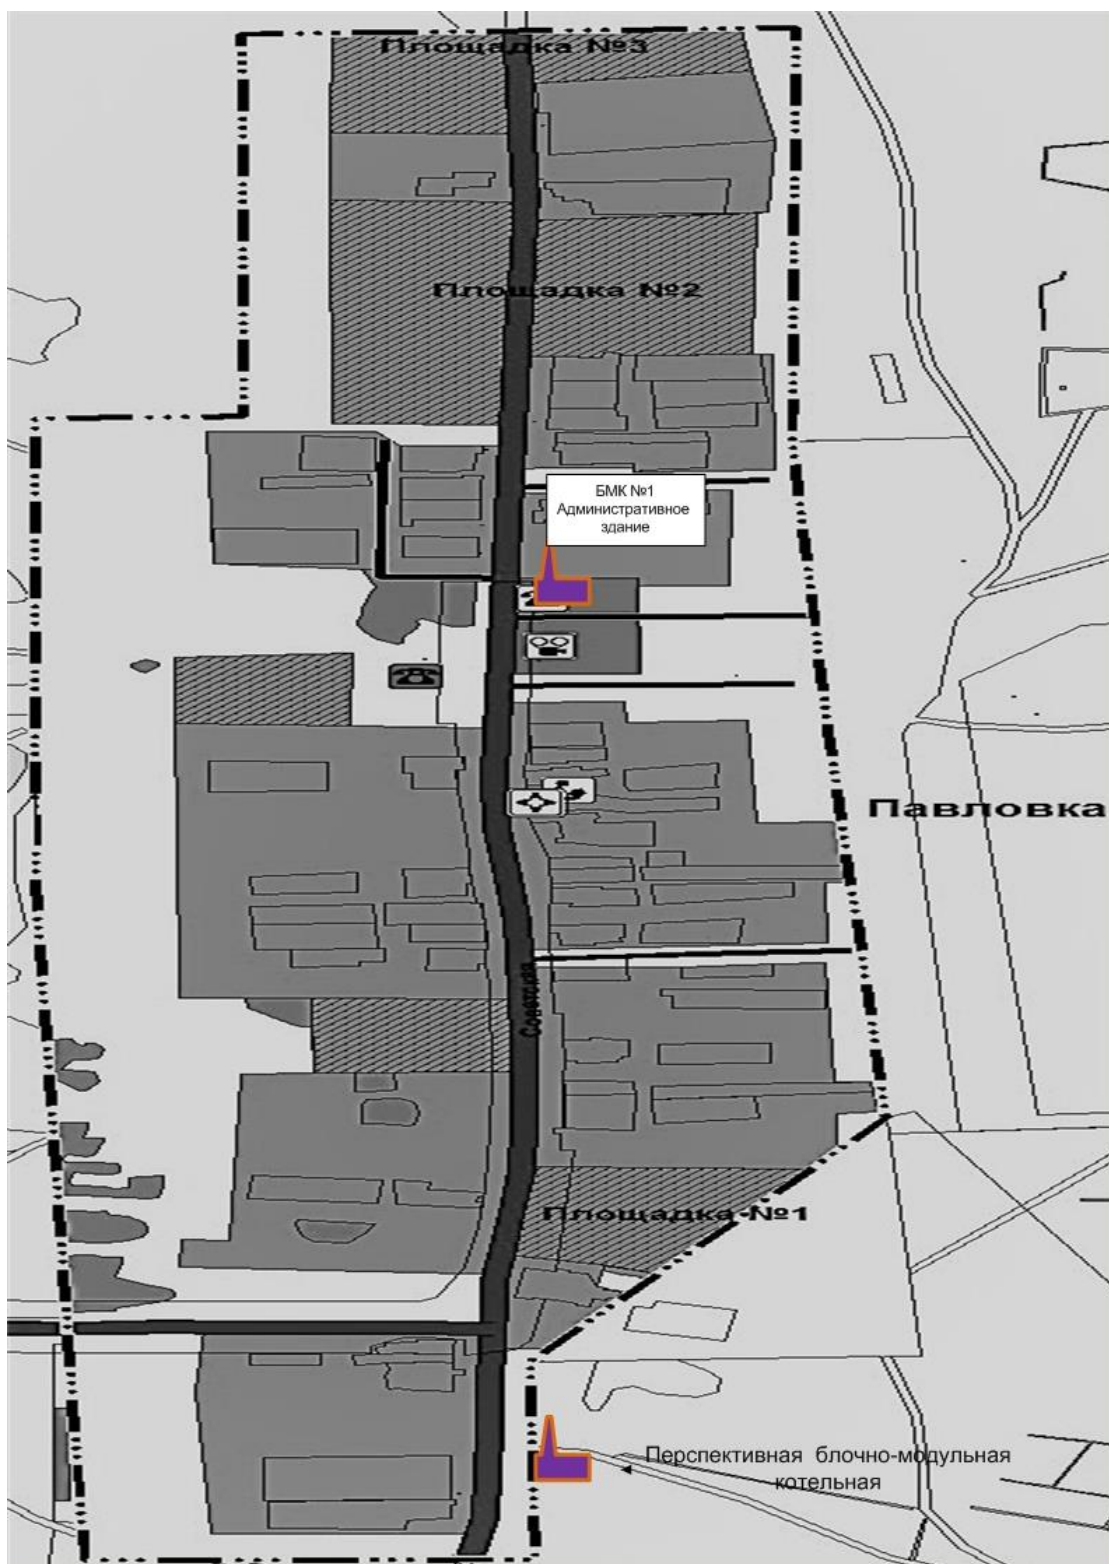 Площадка №3
Площадка №2
БМК №1
Административное
здание
Павловка
Советская
Площадка №1
Перспективная блочно-модульная
котельная